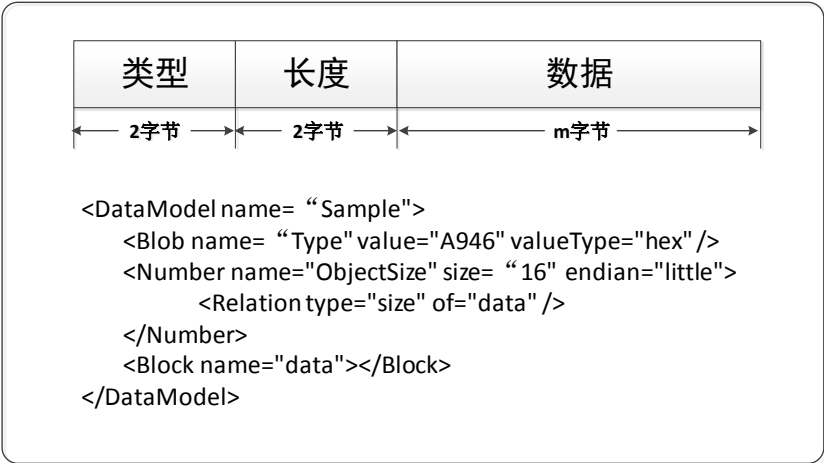 类型 长度 数据
2字节 2字节 m字节
<DataModel name= “Sample">
<Blob name= “Type" value="A946" valueType="hex" />
<Number name="ObjectSize" size= “16" endian="little">
<Relation type="size" of="data" />
</Number>
<Block name="data"></Block>
</DataModel>